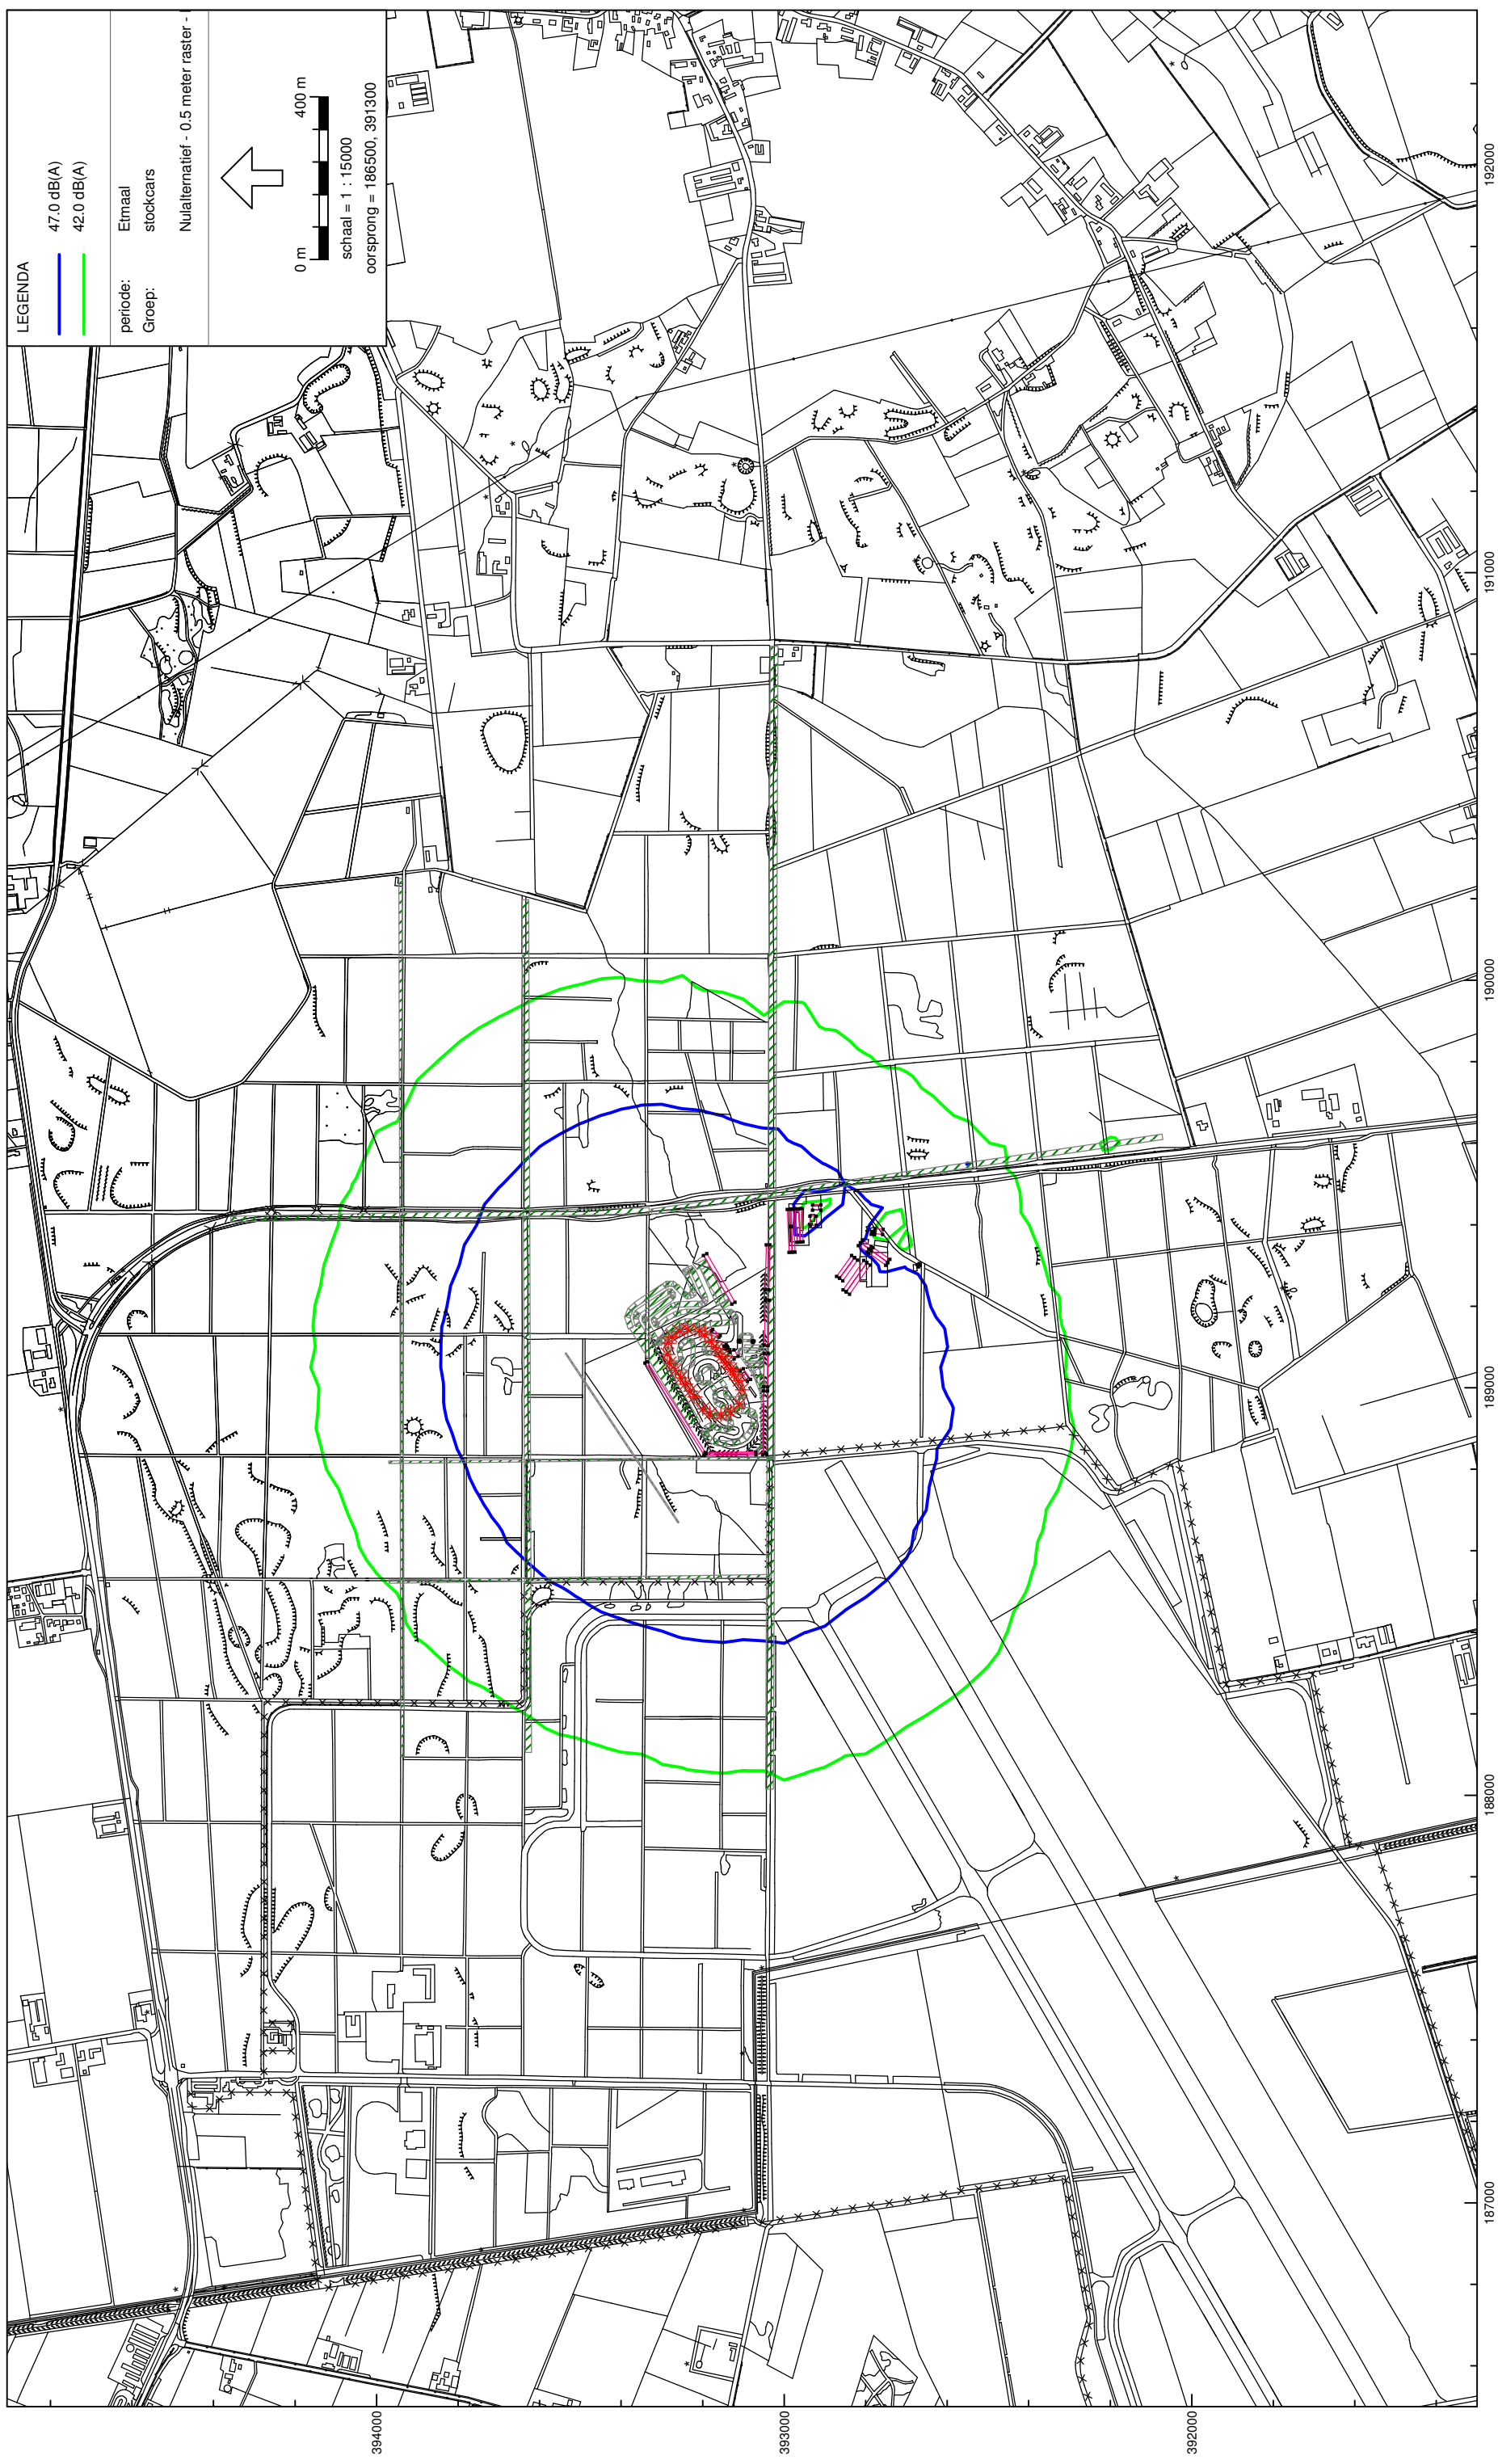 LEGENDA
47.0 dB(A)
42.0 dB(A)
periode: Etmaal
Groep: stockcars
Nulalternatief - 0.5 meter raster -
0 m 400 m
schaal = 1 : 15000
oorsprong = 186500, 391300
394000
393000
392000
187000
188000
189000
190000
191000
192000